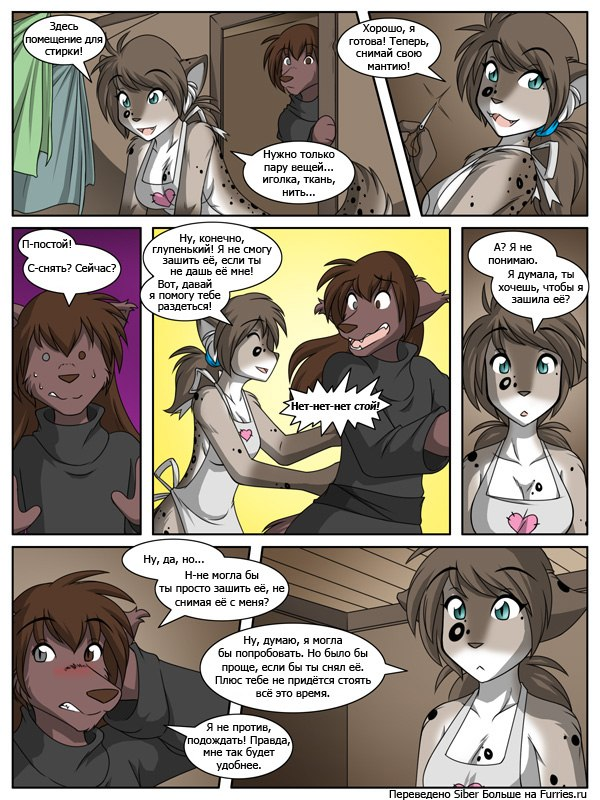 Здесь
помещение для
стирки!
Нужно только
пару вещей...
иголка, ткань,
нить...
Хорошо, я
готова! Теперь,
снимай свою
мантию!
П-постой!
С-снять? Сейчас?
Ну, конечно,
глупенький! Я не смогу
зашить её, если ты
не дашь её мне!
Вот, давай
я помогу тебе
раздеться!
Нет-нет-нет стой!
А? Я не
понимаю.
Я думала, ты
хочешь, чтобы я
зашила её?
Ну, да, но...
Н-не могла бы
ты просто зашить её, не
снимая её с меня?
Ну, думаю, я могла
бы попробовать. Но было бы
проще, если бы ты снял её.
Плюс тебе не придётся стоять
всё это время.
Я не против,
подождать! Правда,
мне так будет
удобнее.
Переведено Siber Больше на Furries.ru